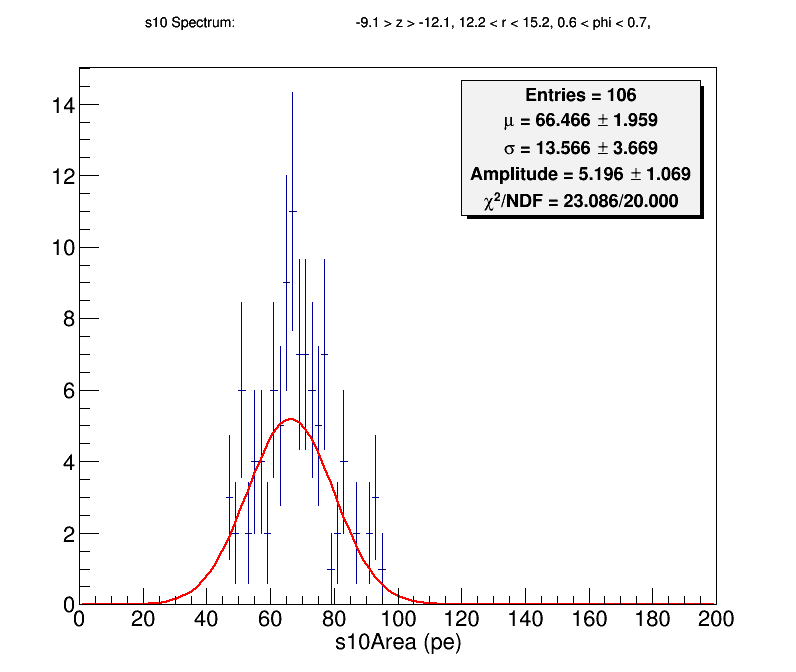 s10 Spectrum: -9.1 > z > -12.1, 12.2 < r < 15.2, 0.6 < phi < 0.7,
Entries = 106
μ = 66.466 ± 1.959
σ = 13.566 ± 3.669
Amplitude = 5.196 ± 1.069
χ²/NDF = 23.086/20.000
14
12
10
8
6
4
2
0
0 20 40 60 80 100 120 140 160 180 200
s10Area (pe)